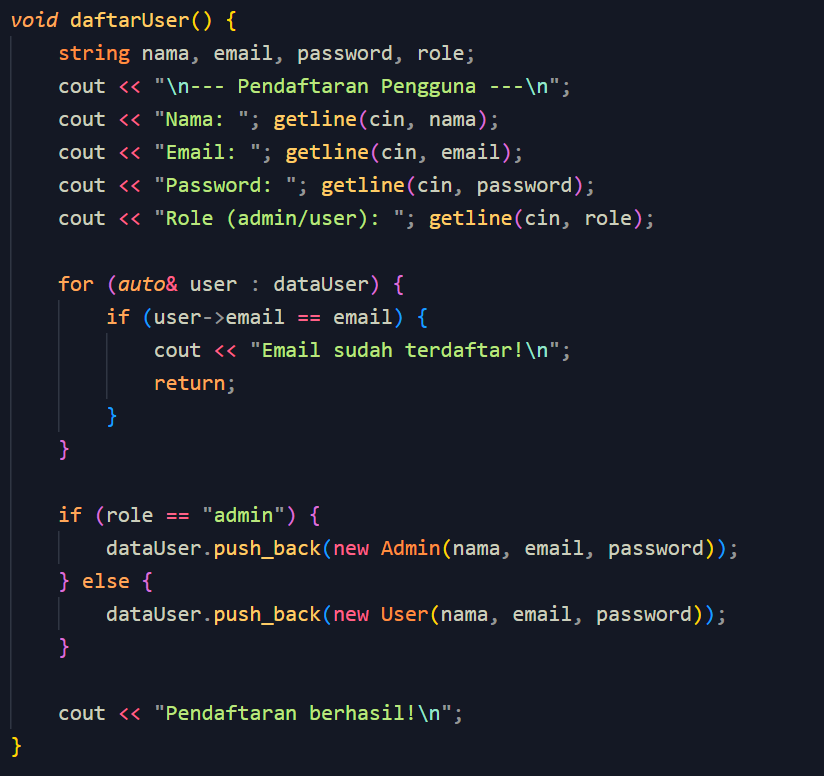 void daftarUser() {
    string nama, email, password, role;
    cout << "\n--- Pendaftaran Pengguna ---\n";
    cout << "Nama: "; getline(cin, nama);
    cout << "Email: "; getline(cin, email);
    cout << "Password: "; getline(cin, password);
    cout << "Role (admin/user): "; getline(cin, role);

    for (auto& user : dataUser) {
        if (user->email == email) {
            cout << "Email sudah terdaftar!\n";
            return;
        }
    }

    if (role == "admin") {
        dataUser.push_back(new Admin(nama, email, password));
    } else {
        dataUser.push_back(new User(nama, email, password));
    }

    cout << "Pendaftaran berhasil!\n";
}